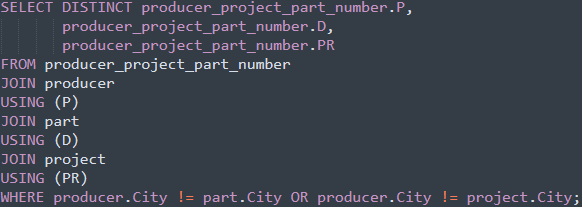 SELECT DISTINCT producer_project_part_number.P,
producer_project_part_number.D,
producer_project_part_number.PR
FROM producer_project_part_number
JOIN producer
USING (P)
JOIN part
USING (D)
JOIN project
USING (PR)
WHERE producer.City != part.City OR producer.City != project.City;